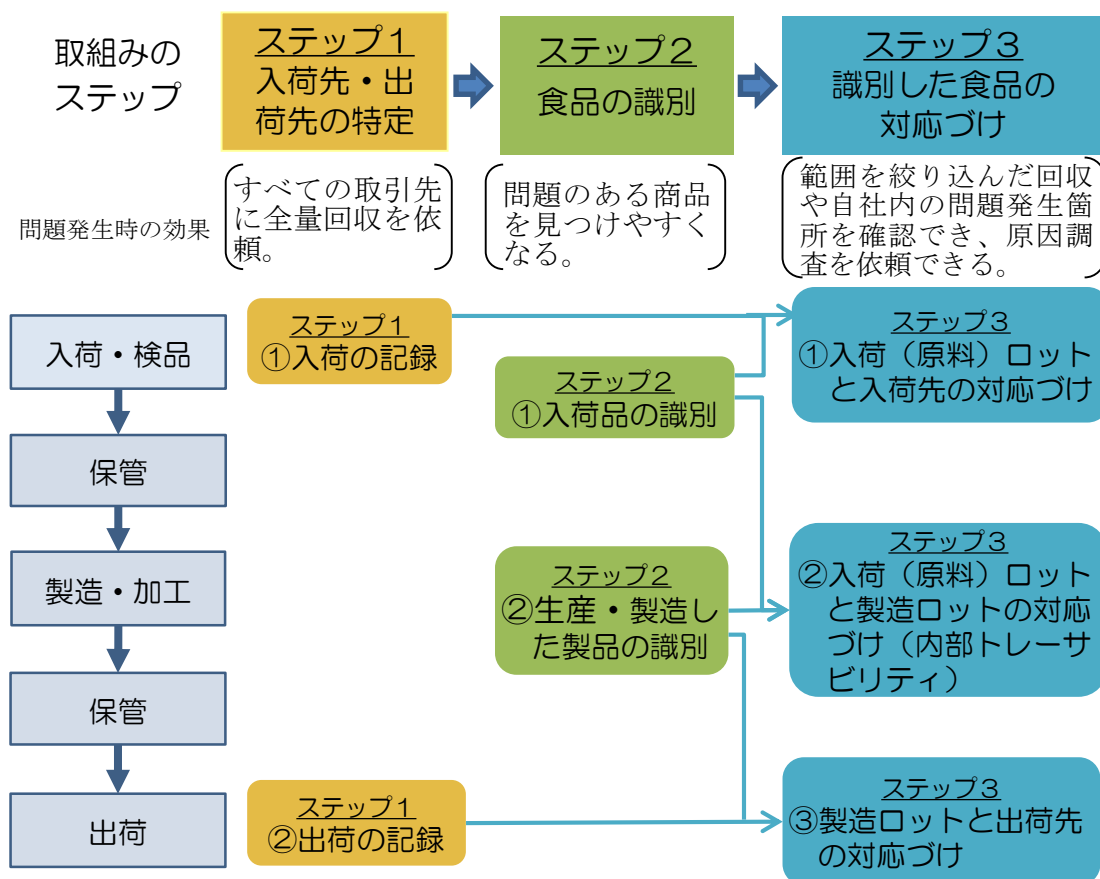 取組みの
ステップ
ステップ1
入荷先・出
荷先の特定
ステップ2
食品の識別
ステップ3
識別した食品の
対応づけ
問題発生時の効果
すべての取引先
に全量回収を依
頼。
問題のある商品
を見つけやすく
なる。
範囲を絞り込んだ回収
や自社内の問題発生箇
所を確認でき、原因調
査を依頼できる。
入荷・検品
ステップ1
①入荷の記録
ステップ2
①入荷品の識別
ステップ3
①入荷(原料)ロット
と入荷先の対応づけ
保管
製造・加工
ステップ2
②生産・製造し
た製品の識別
ステップ3
②入荷(原料)ロット
と製造ロットの対応
づけ(内部トレーサ
ビリティ)
保管
出荷
ステップ1
②出荷の記録
ステップ3
③製造ロットと出荷先
の対応づけ